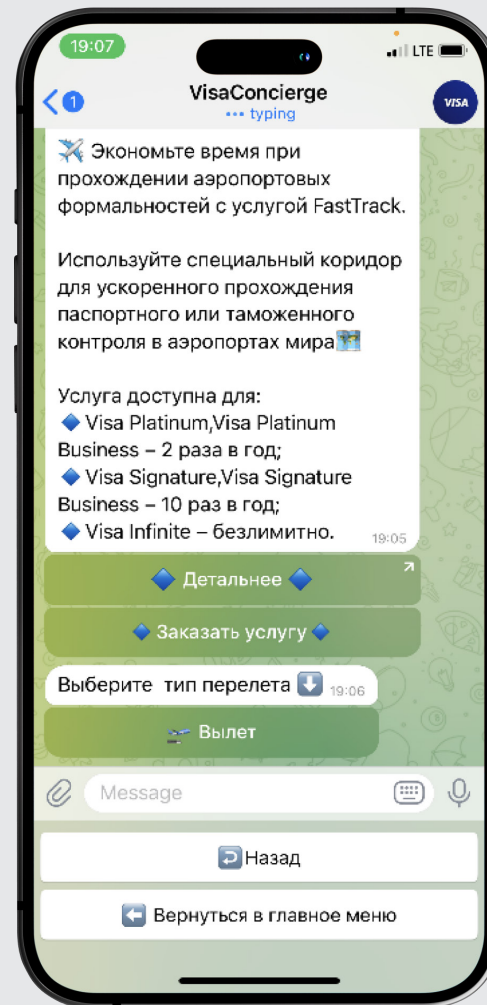 19:07
LTE
1
VisaConcierge
typing
VISA
Экономьте время при
прохождении аэропортовых
формальностей с услугой FastTrack.
Используйте специальный коридор
для ускоренного прохождения
паспортного или таможенного
контроля в аэропортах мира
Услуга доступна для:
Visa Platinum,Visa Platinum
Business – 2 раза в год;
Visa Signature,Visa Signature
Business – 10 раз в год;
Visa Infinite – безлимитно.
19:05
Детальнее
Заказать услугу
Выберите тип перелета
19:06
Вылет
Message
Назад
Вернуться в главное меню